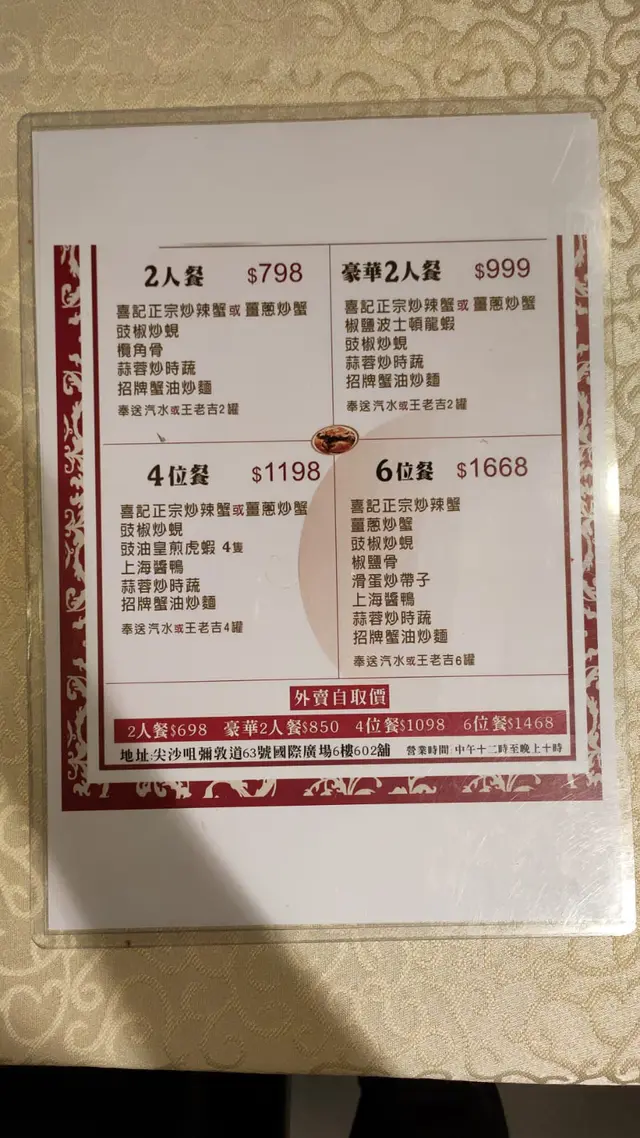 2人餐 $798
喜記正宗炒辣蟹或薑蔥炒蟹
豉椒炒蜆
欖角骨
蒜蓉炒時蔬
招牌蟹油炒麵
奉送汽水或王老吉2罐
豪華2人餐 $999
喜記正宗炒辣蟹或薑蔥炒蟹
椒鹽波士頓龍蝦
豉椒炒蜆
蒜蓉炒時蔬
招牌蟹油炒麵
奉送汽水或王老吉2罐
4位餐 $1198
喜記正宗炒辣蟹或薑蔥炒蟹
豉椒炒蜆
豉油皇煎虎蝦 4隻
上海醬鴨
蒜蓉炒時蔬
招牌蟹油炒麵
奉送汽水或王老吉4罐
6位餐 $1668
喜記正宗炒辣蟹
薑蔥炒蟹
豉椒炒蜆
椒鹽骨
滑蛋炒帶子
上海醬鴨
蒜蓉炒時蔬
招牌蟹油炒麵
奉送汽水或王老吉6罐
外賣自取價
2人餐$698 豪華2人餐$850 4位餐$1098 6位餐$1468
地址:尖沙咀彌敦道63號國際廣場6樓602舖 營業時間:中午十二時至晚上十時